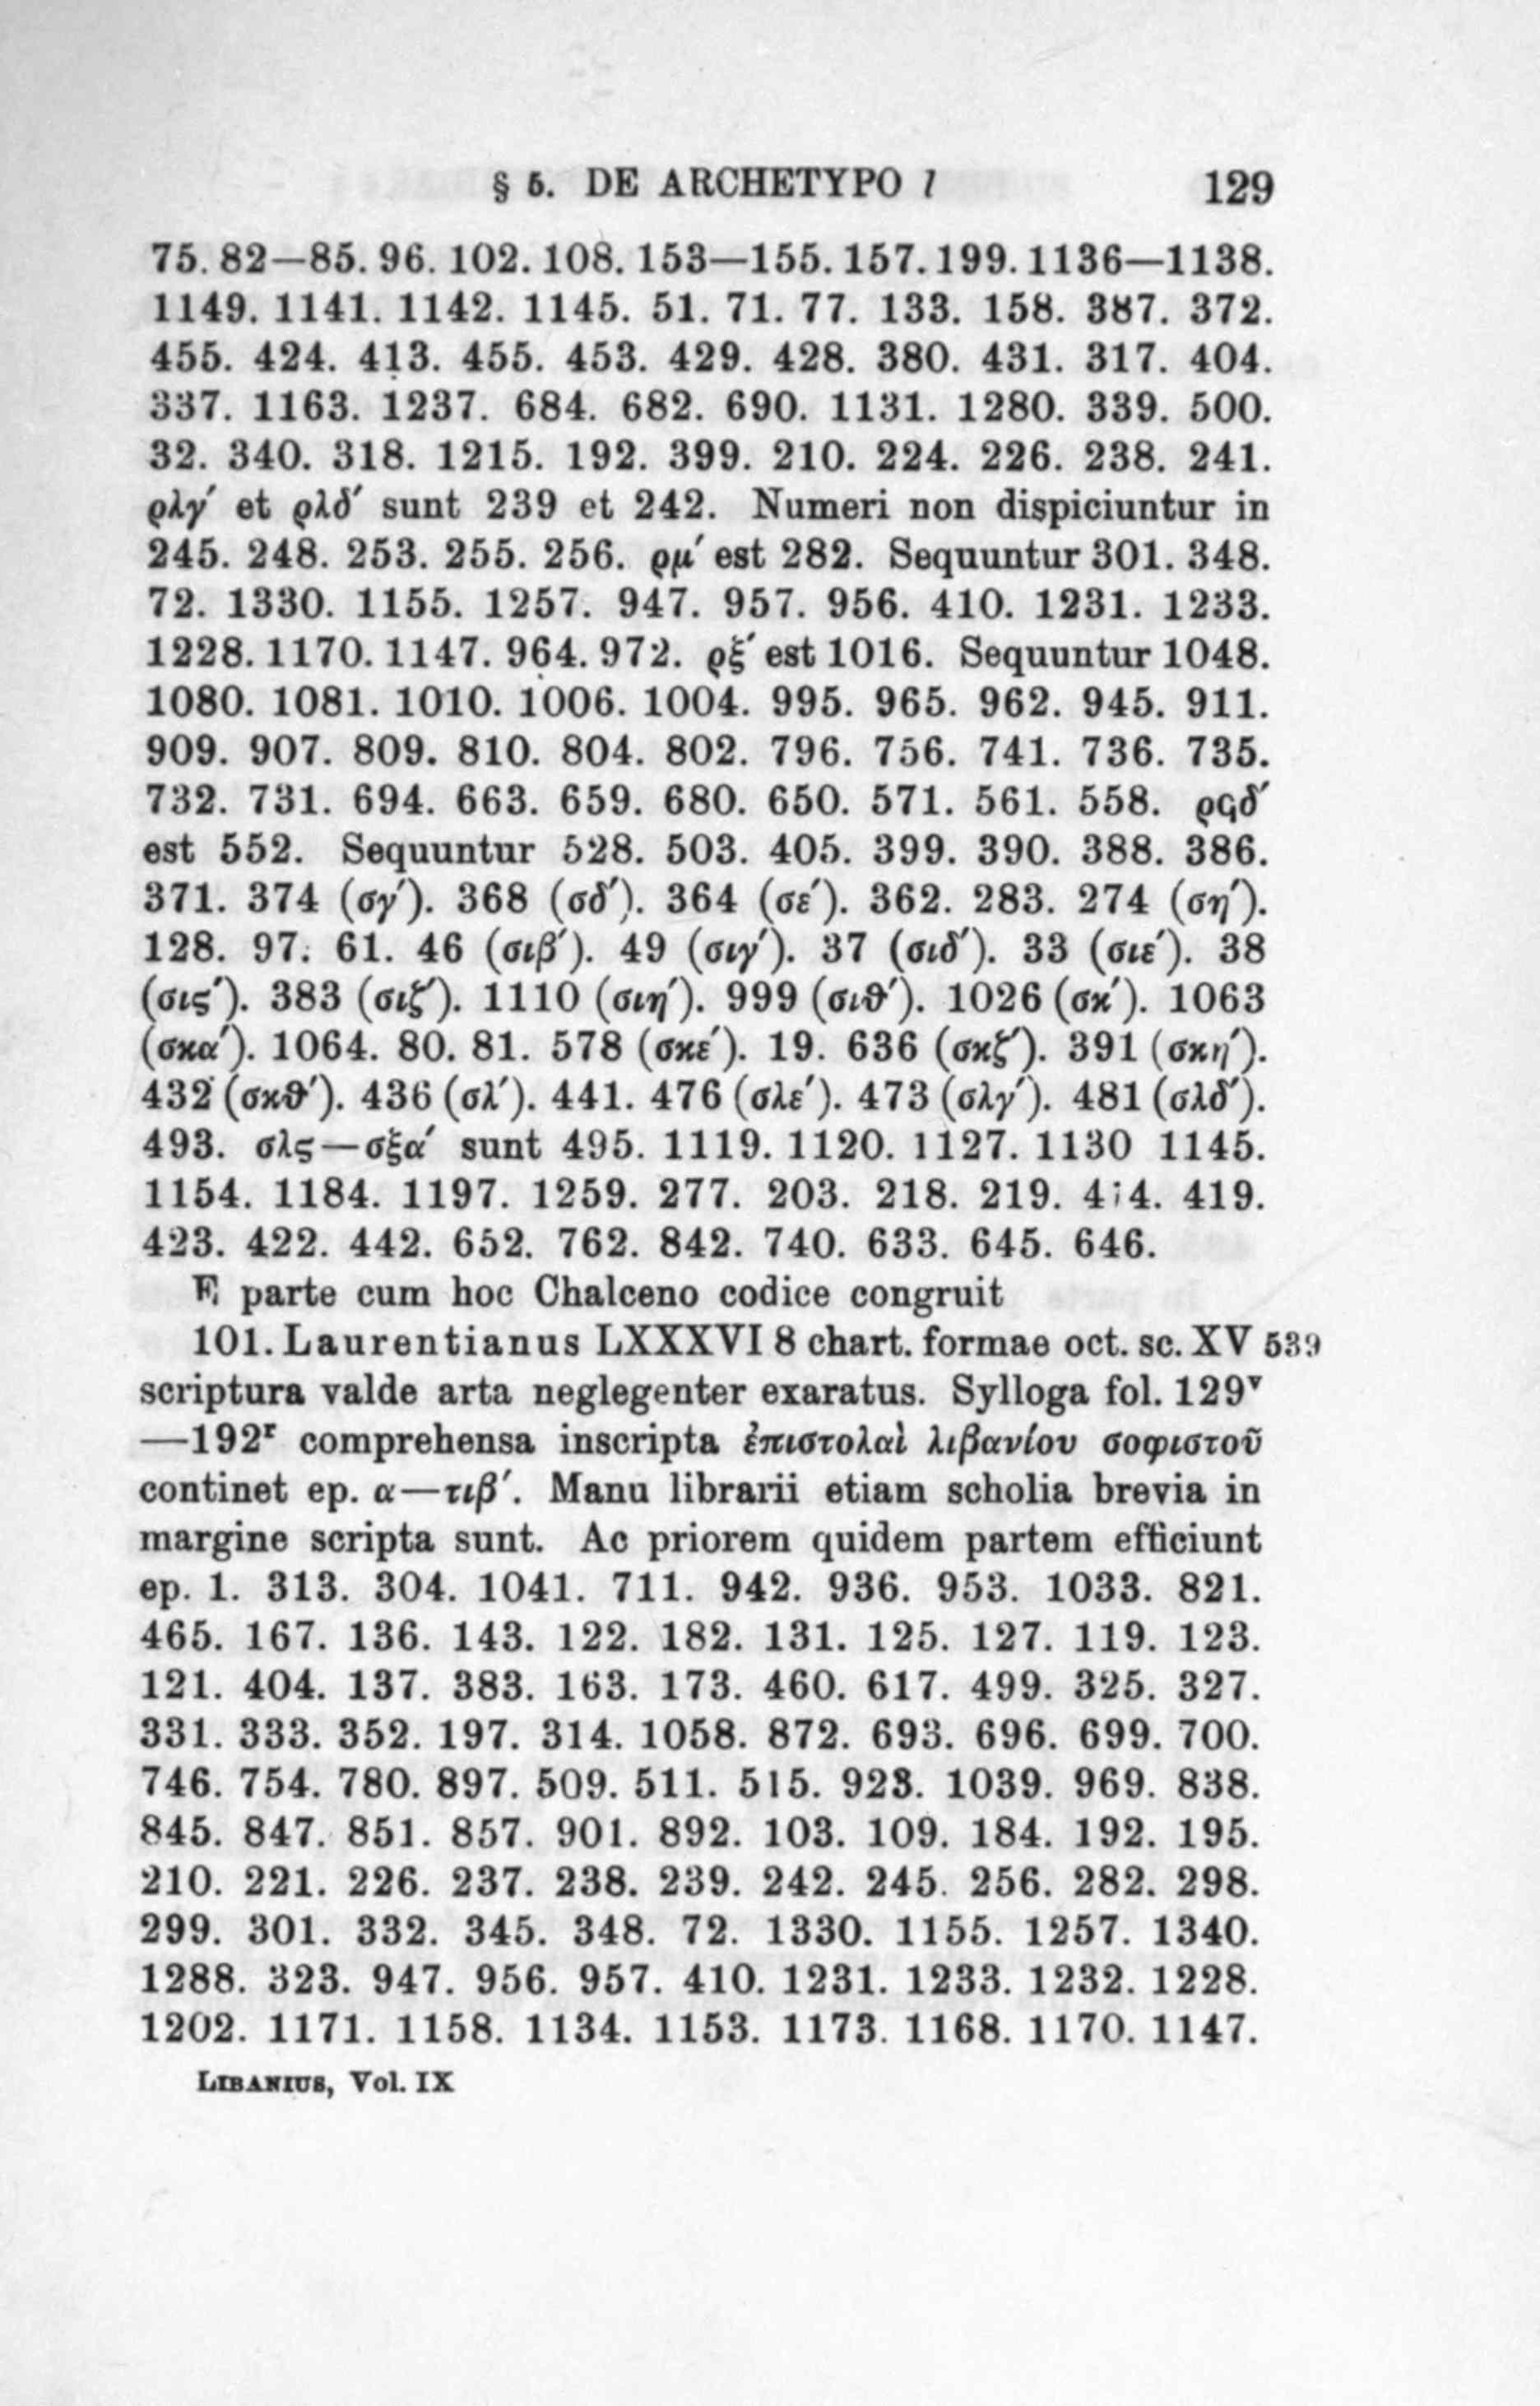 § 5. DE ARCHETYPO l 129
75. 82—85. 96. 102. 108. 153—155. 157. 199. 1136—1138.
1149. 1141. 1142. 1145. 51. 71. 77. 133. 158. 387. 372.
455. 424. 413. 455. 453. 429. 428. 380. 431. 317. 404.
337. 1163. 1237. 684. 682. 690. 1131. 1280. 339. 500.
32. 340. 318. 1215. 192. 399. 210. 224. 226. 238. 241.
ϱλγ′ et ϱλδ′ sunt 239 et 242. Numeri non dispiciuntur in
245. 248. 253. 255. 256. ϱμ′ est 282. Sequuntur 301. 348.
72. 1330. 1155. 1257. 947. 957. 956. 410. 1231. 1233.
1228. 1170. 1147. 964. 972. ϱξ′ est 1016. Sequuntur 1048.
1080. 1081. 1010. 1006. 1004. 995. 965. 962. 945. 911.
909. 907. 809. 810. 804. 802. 796. 756. 741. 736. 735.
732. 731. 694. 663. 659. 680. 650. 571. 561. 558. ϱϙδ′
est 552. Sequuntur 528. 503. 405. 399. 390. 388. 386.
371. 374 (σγ′). 368 (σδ′). 364 (σε′). 362. 283. 274 (ση′).
128. 97. 61. 46 (σιβ′). 49 (σιγ′). 37 (σιδ′). 33 (σιε′). 38
(σις′). 383 (σιζ′). 1110 (σιη′). 999 (σιϑ′). 1026 (σκ′). 1063
(σκα′). 1064. 80. 81. 578 (σκε′). 19. 636 (σκζ′). 391 (σκη′).
432 (σκϑ′). 436 (σλ′). 441. 476 (σλε′). 473 (σλγ′). 481 (σλδ′).
493. σλς—σξα′ sunt 495. 1119. 1120. 1127. 1130 1145.
1154. 1184. 1197. 1259. 277. 203. 218. 219. 414. 419.
423. 422. 442. 652. 762. 842. 740. 633. 645. 646.
E parte cum hoc Chalceno codice congruit
101. Laurentianus LXXXVI 8 chart. formae oct. sc. XV 539
scriptura valde arta neglegenter exaratus. Sylloga fol. 129ᵛ
—192ʳ comprehensa inscripta ἐπιστολαὶ λιβανίου σοφιστοῦ
continet ep. α—τιβ′. Manu librarii etiam scholia brevia in
margine scripta sunt. Ac priorem quidem partem efficiunt
ep. 1. 313. 304. 1041. 711. 942. 936. 953. 1033. 821.
465. 167. 136. 143. 122. 182. 131. 125. 127. 119. 123.
121. 404. 137. 383. 163. 173. 460. 617. 499. 325. 327.
331. 333. 352. 197. 314. 1058. 872. 693. 696. 699. 700.
746. 754. 780. 897. 509. 511. 515. 923. 1039. 969. 838.
845. 847. 851. 857. 901. 892. 103. 109. 184. 192. 195.
210. 221. 226. 237. 238. 239. 242. 245. 256. 282. 298.
299. 301. 332. 345. 348. 72. 1330. 1155. 1257. 1340.
1288. 323. 947. 956. 957. 410. 1231. 1233. 1232. 1228.
1202. 1171. 1158. 1134. 1153. 1173. 1168. 1170. 1147.
LIBANIUS, Vol. IX